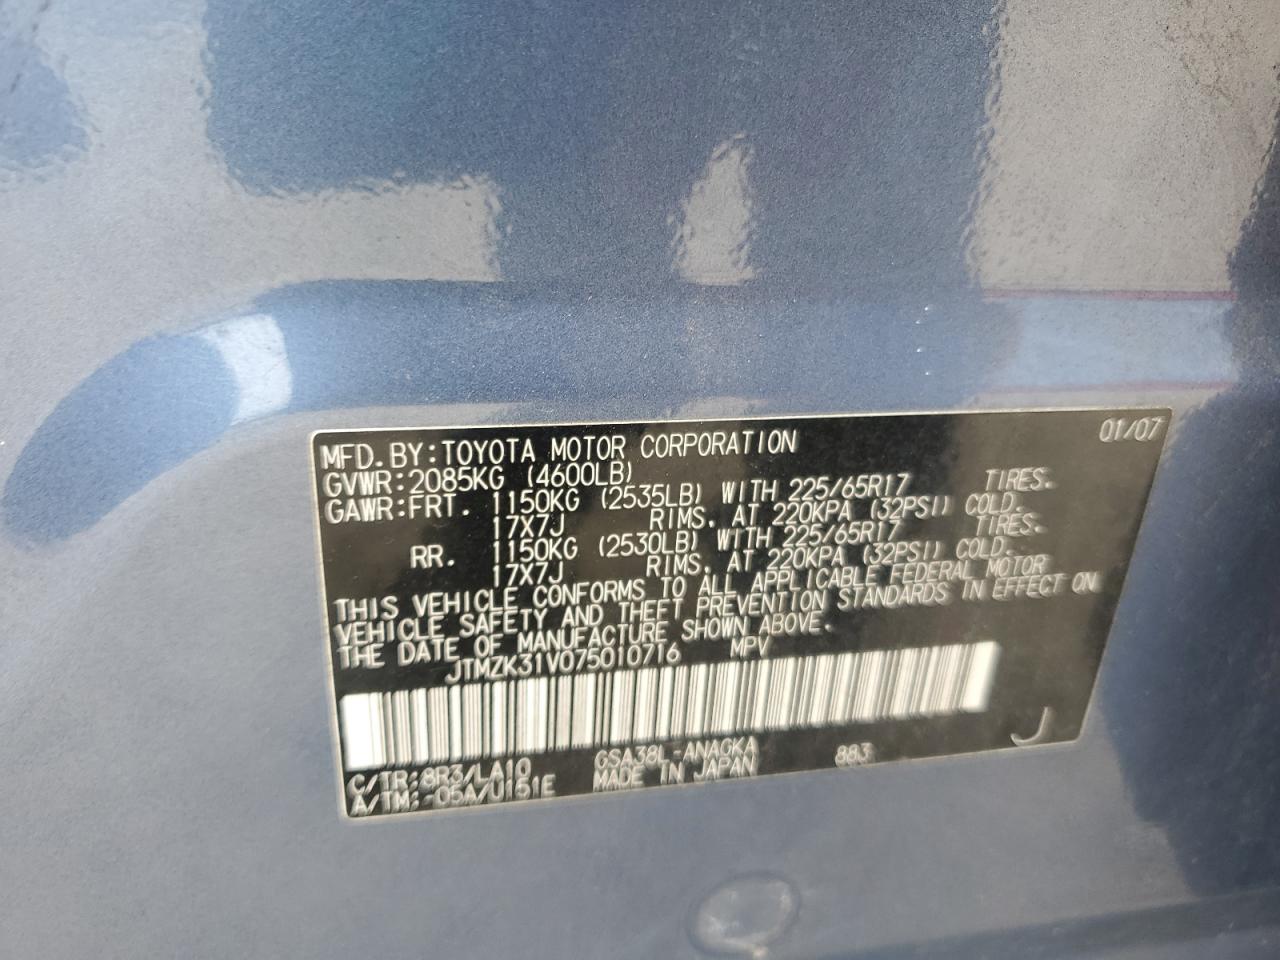 MFD. BY: TOYOTA MOTOR CORPORATION 01/07
GVWR: 2085KG (4600LB)
GAWR: FRT. 1150KG (2535LB) WITH 225/65R17 TIRES.
17X7J RIMS. AT 220KPA (32PSI) COLD.
RR. 1150KG (2530LB) WITH 225/65R17 TIRES.
17X7J RIMS. AT 220KPA (32PSI) COLD.
THIS VEHICLE CONFORMS TO ALL APPLICABLE FEDERAL MOTOR
VEHICLE SAFETY AND THEFT PREVENTION STANDARDS IN EFFECT ON
THE DATE OF MANUFACTURE SHOWN ABOVE.
JTMZK31V075010716 MPV
C/TR: 8R3/LA10 GSA38L-ANAGKA 883
A/TM: -05A/U151E MADE IN JAPAN
J